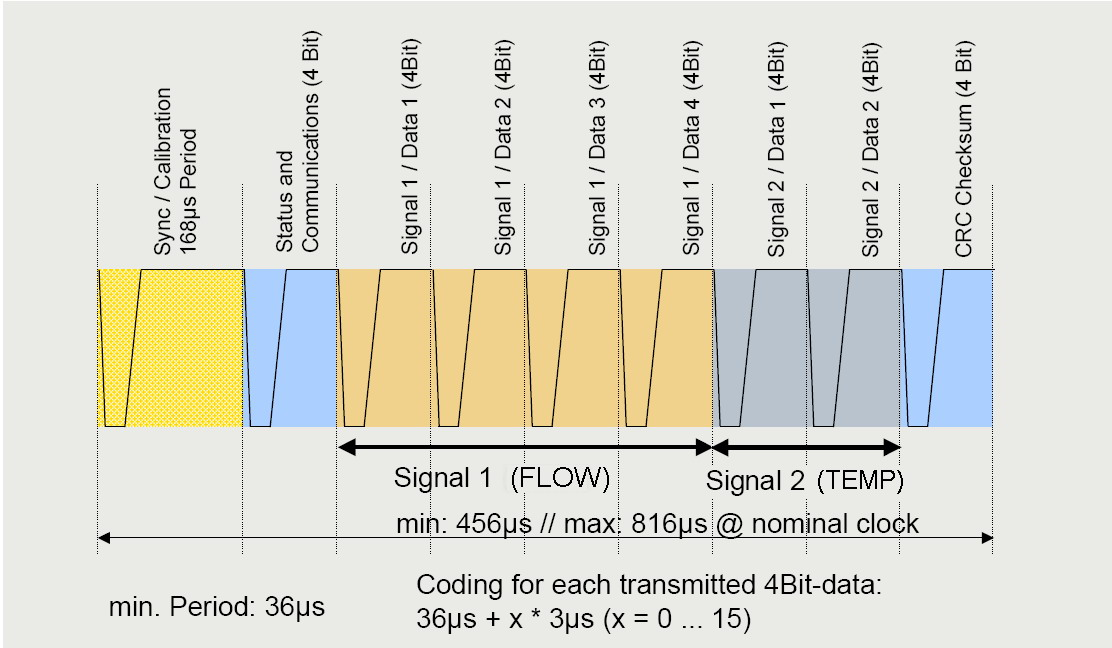 Sync / Calibration
168µs Period
Status and
Communications (4 Bit)
Signal 1 / Data 1 (4Bit)
Signal 1 / Data 2 (4Bit)
Signal 1 / Data 3 (4Bit)
Signal 1 / Data 4 (4Bit)
Signal 2 / Data 1 (4Bit)
Signal 2 / Data 2 (4Bit)
CRC Checksum (4 Bit)
Signal 1 (FLOW)
Signal 2 (TEMP)
min: 456µs // max: 816µs @ nominal clock
min. Period: 36µs
Coding for each transmitted 4Bit-data:
36µs + x * 3µs (x = 0 ... 15)